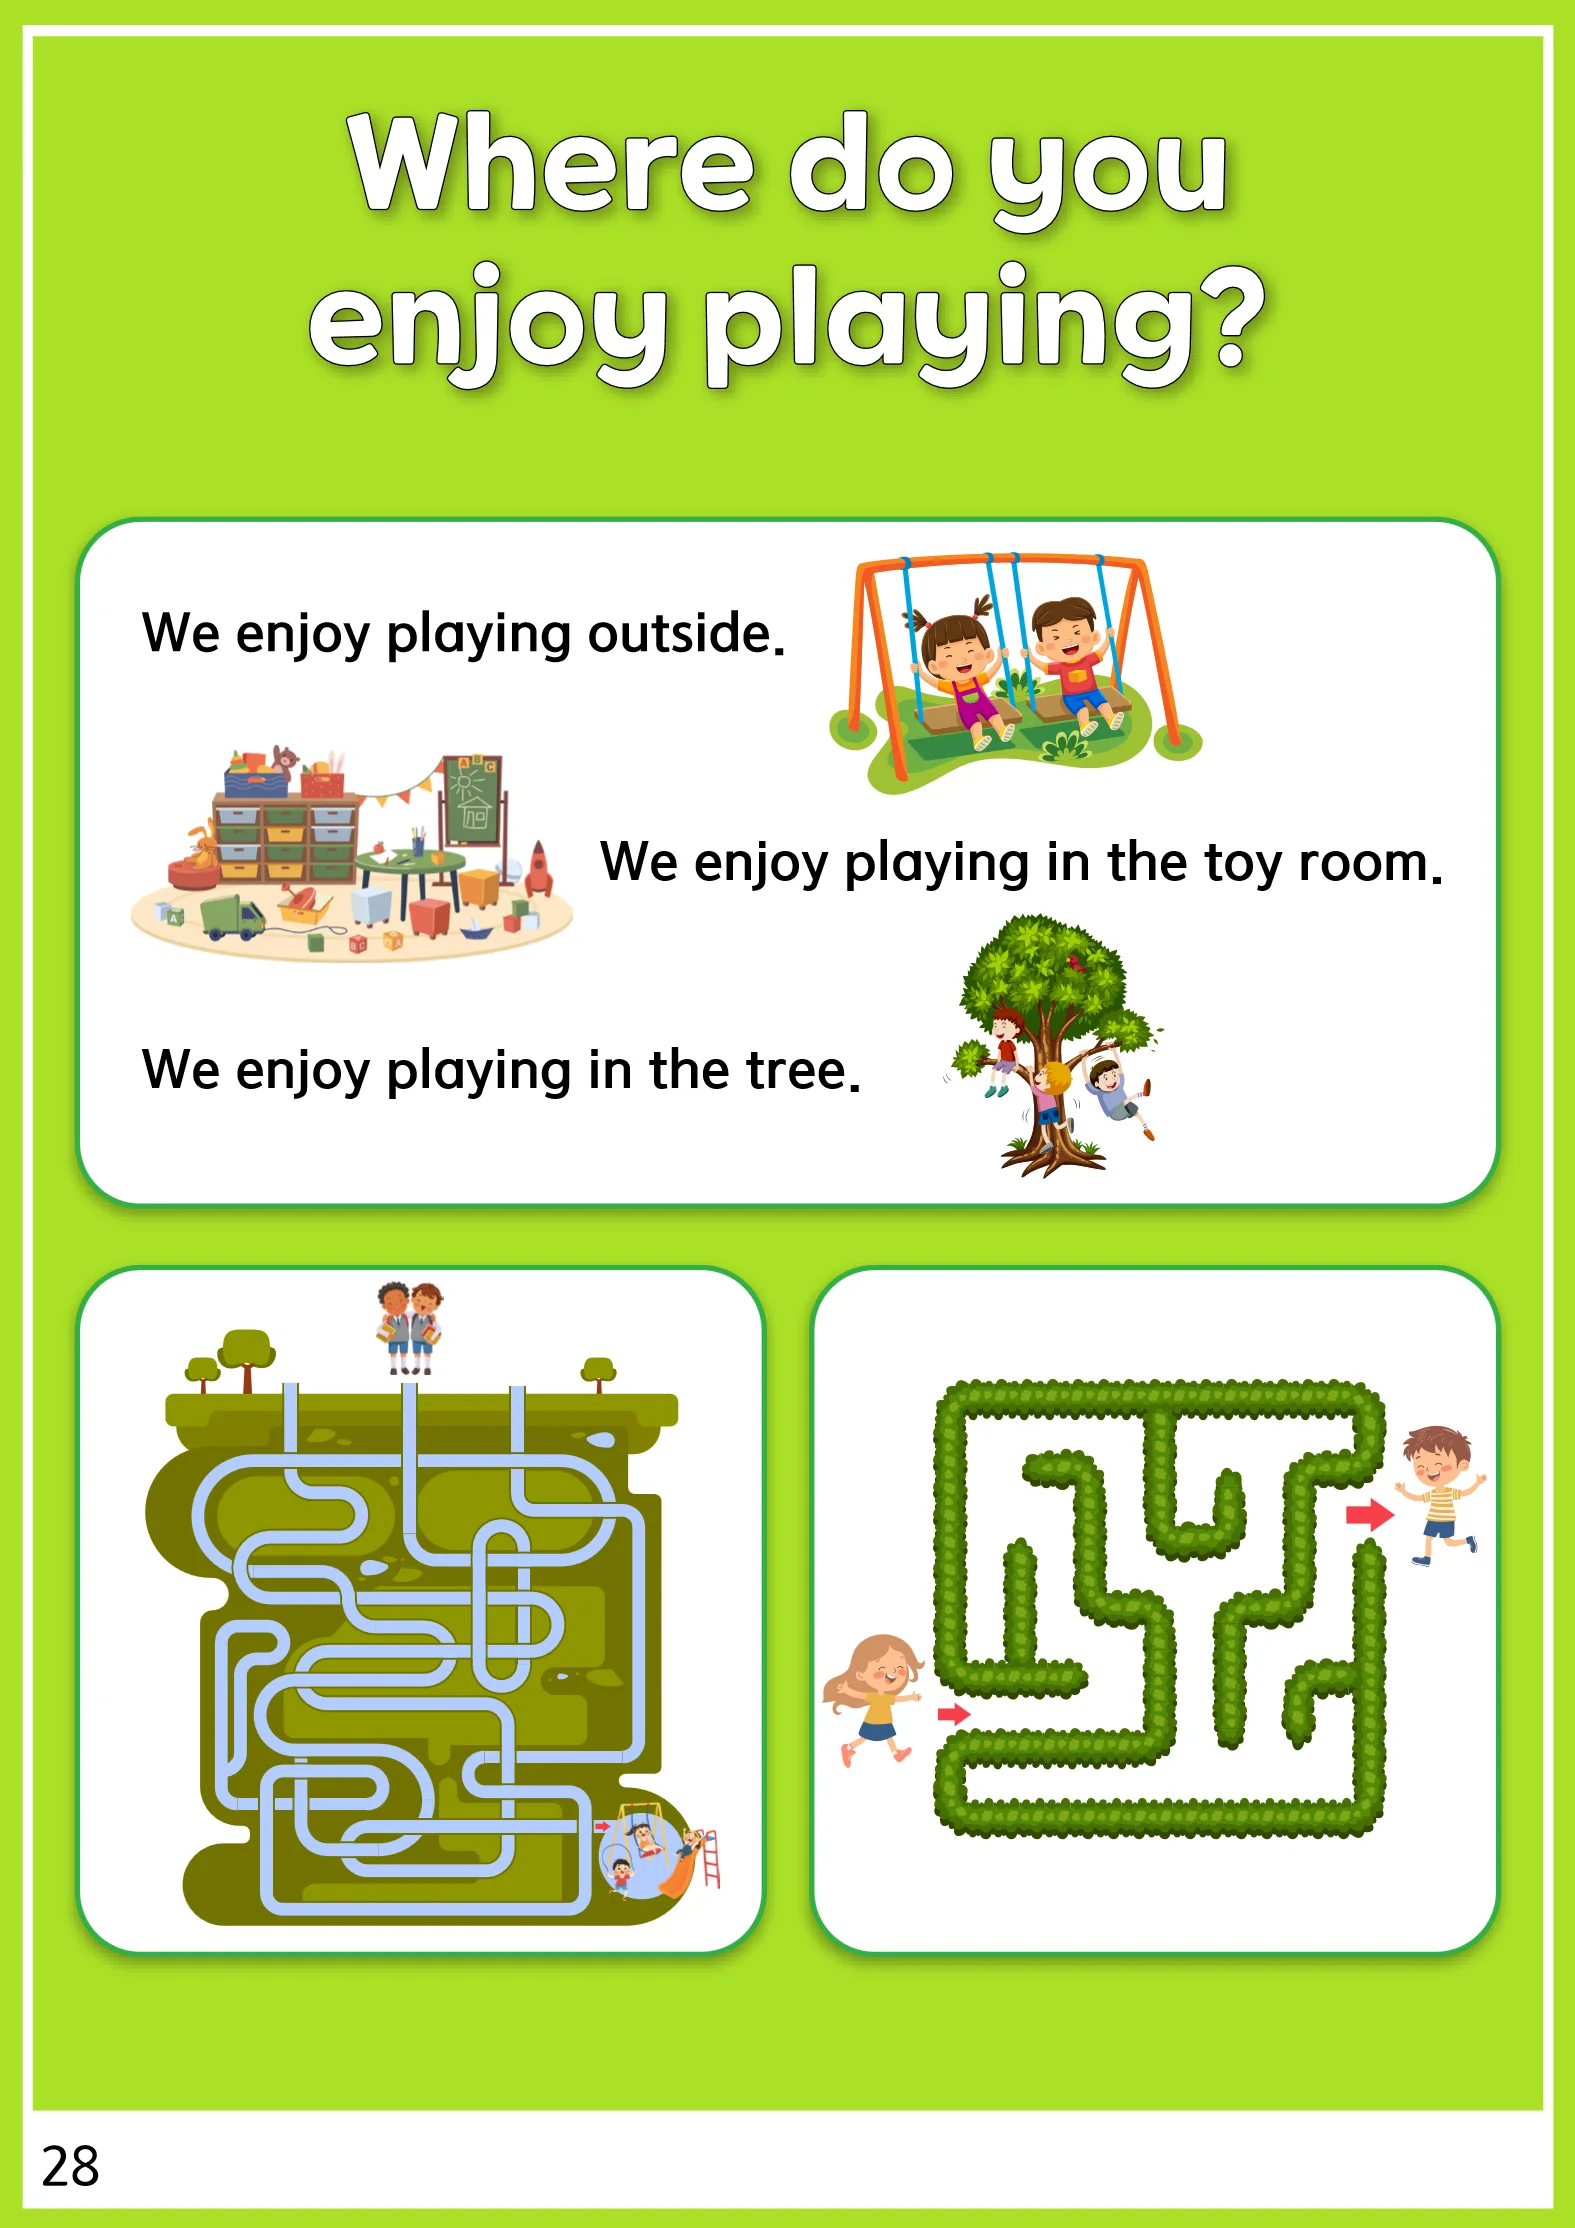 Where do you
enjoy playing?
We enjoy playing outside.
A B C
We enjoy playing in the toy room.
We enjoy playing in the tree.
28